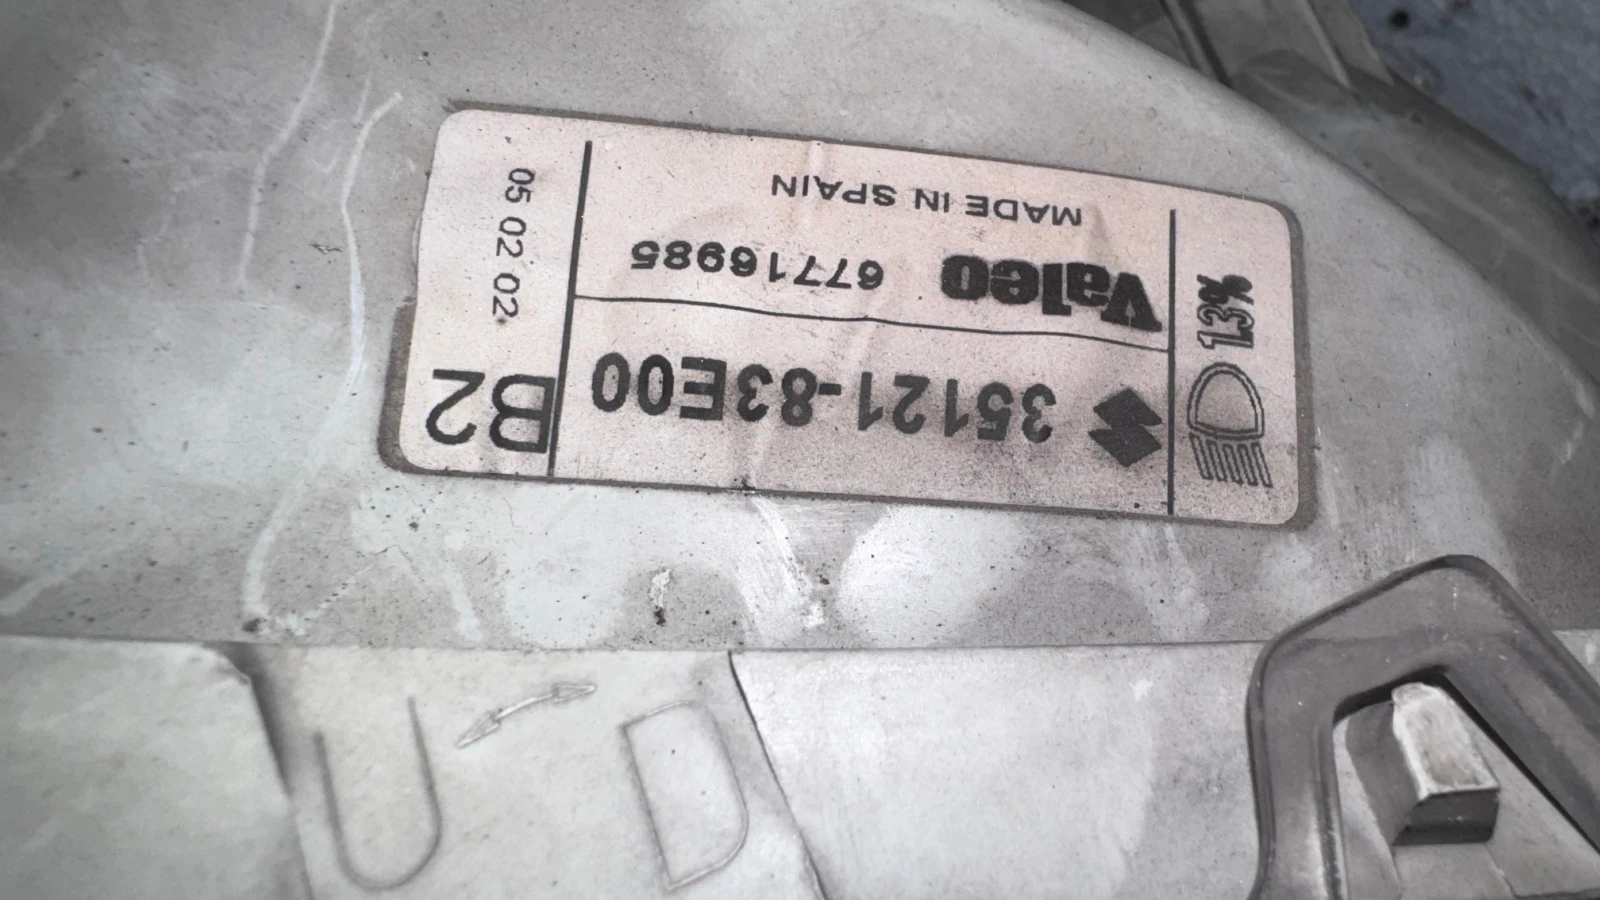 35121-83E00
Valeo 67716985
MADE IN SPAIN
1.3%
B2
05 02 02
U D